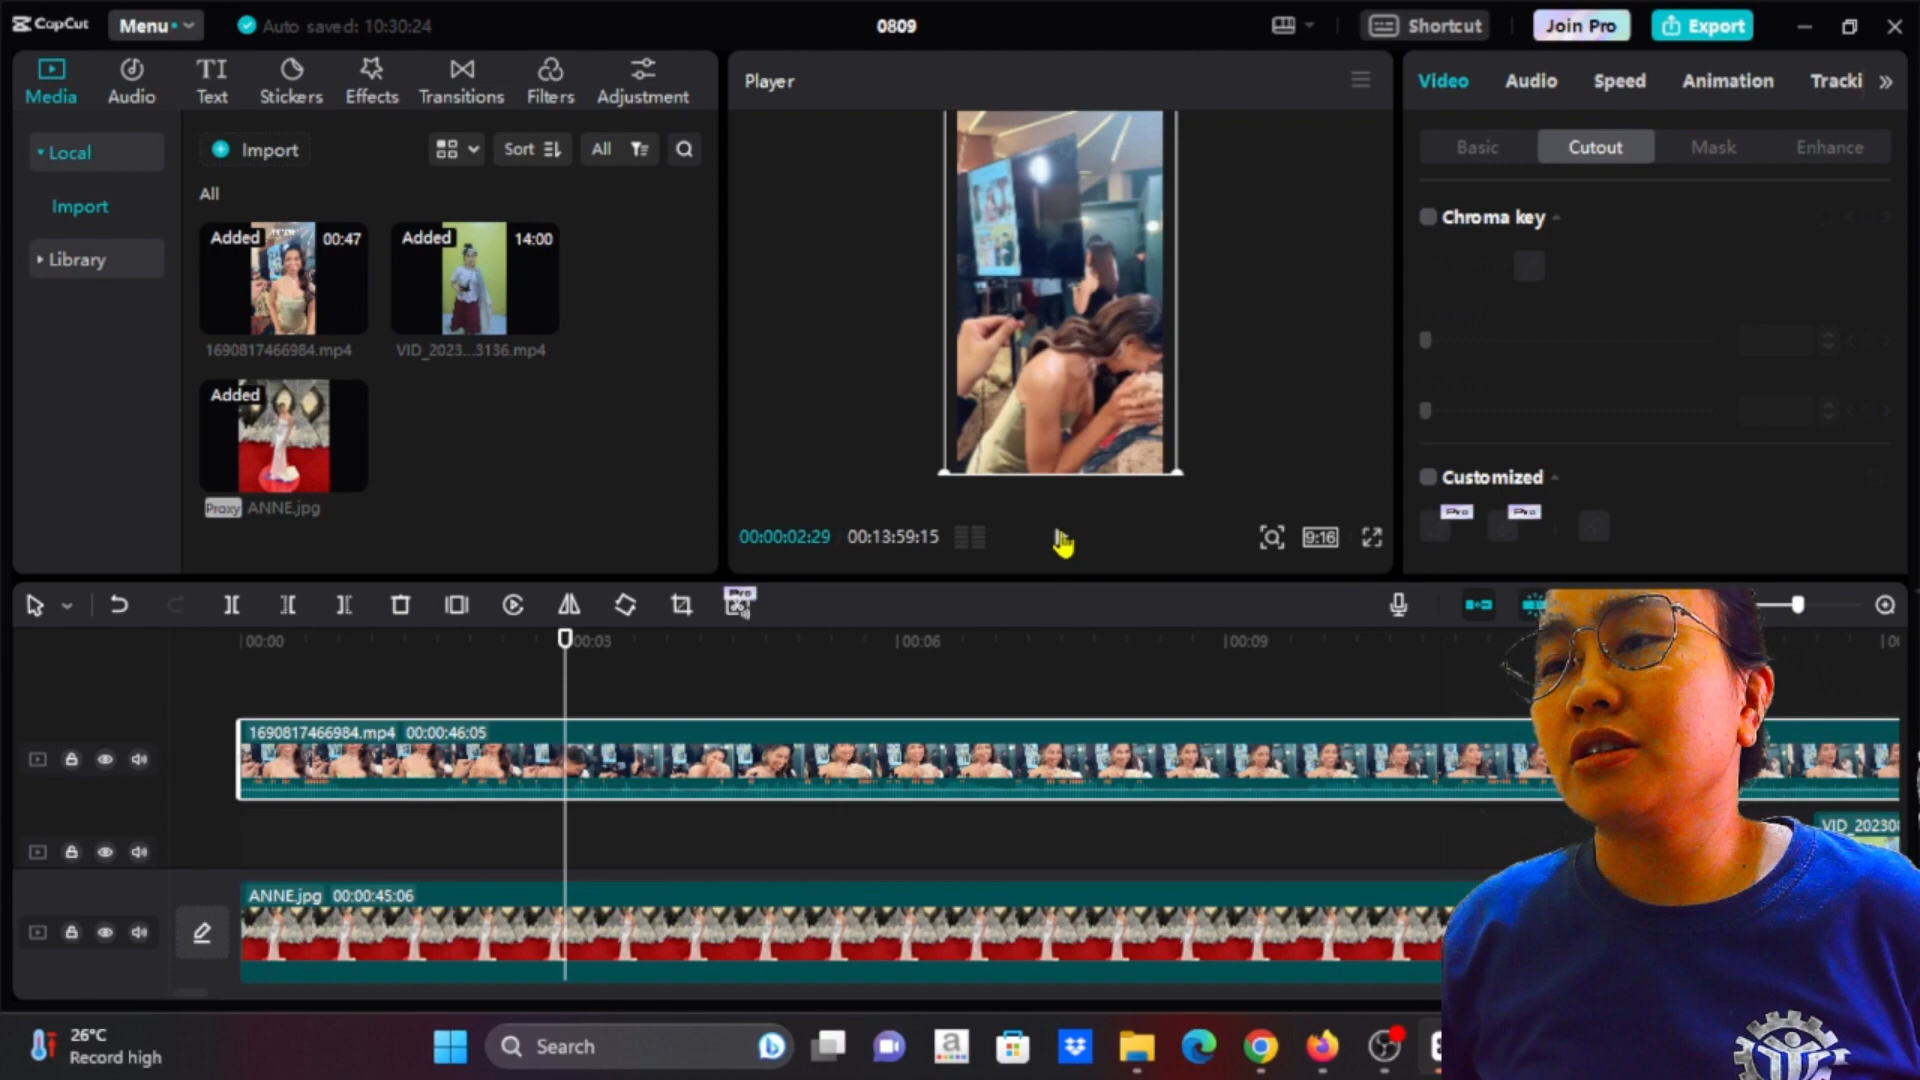 CapCut
Menu
Auto saved: 10:30:24
0809
Shortcut
Join Pro
Export
Media
Audio
TI
Text
Stickers
Effects
Transitions
Filters
Adjustment
Player
Video
Audio
Speed
Animation
Tracki
Local
Import
Library
Import
Sort
All
All
Added
00:47
1690817466984.mp4
Added
14:00
VID_2023...3136.mp4
Added
Proxy
ANNE.jpg
00:00:02:29
00:13:59:15
9:16
Basic
Cutout
Mask
Enhance
Chroma key
Customized
Pro
Pro
Pro
00:00
00:03
00:06
00:09
1690817466984.mp4 00:00:46:05
VID_20230
ANNE.jpg 00:00:45:06
26°C
Record high
Search